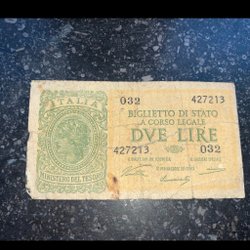 ITALIA
032 427213
BIGLIETTO DI STATO
A CORSO LEGALE
DVE LIRE
427213 032
MINISTERO DEL TESORO